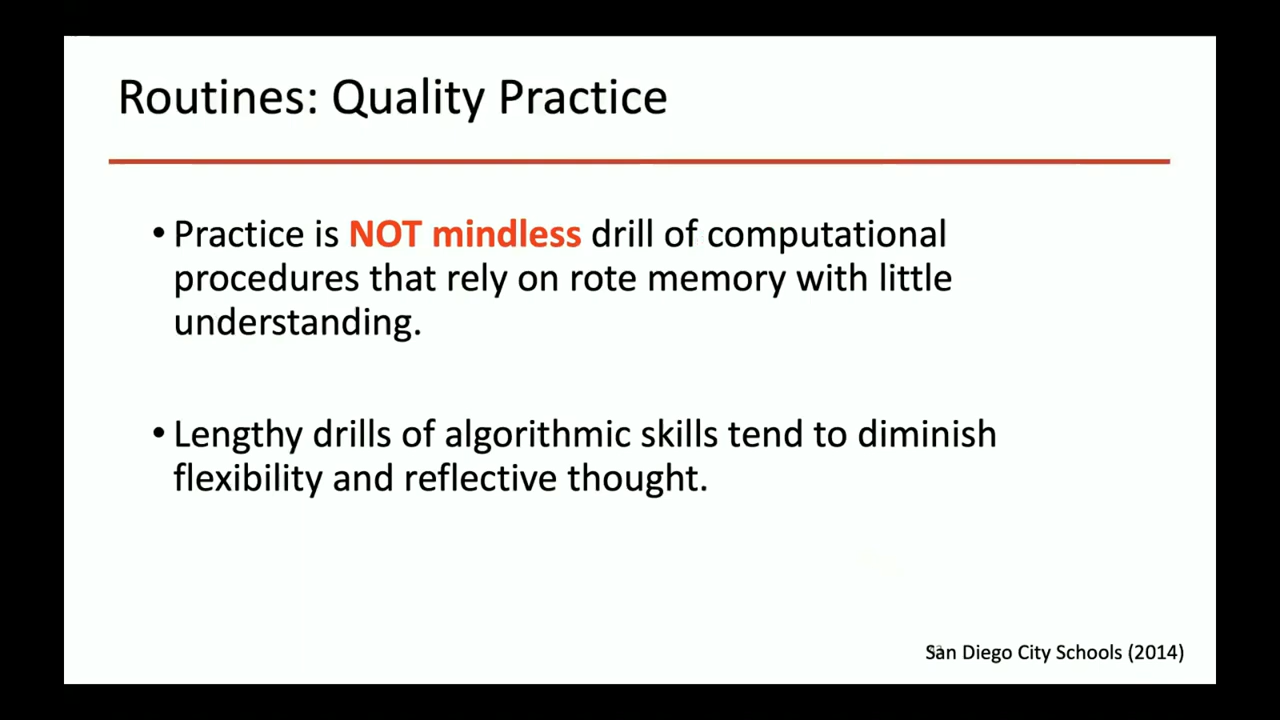 Routines: Quality Practice
• Practice is NOT mindless drill of computational
procedures that rely on rote memory with little
understanding.
• Lengthy drills of algorithmic skills tend to diminish
flexibility and reflective thought.
San Diego City Schools (2014)